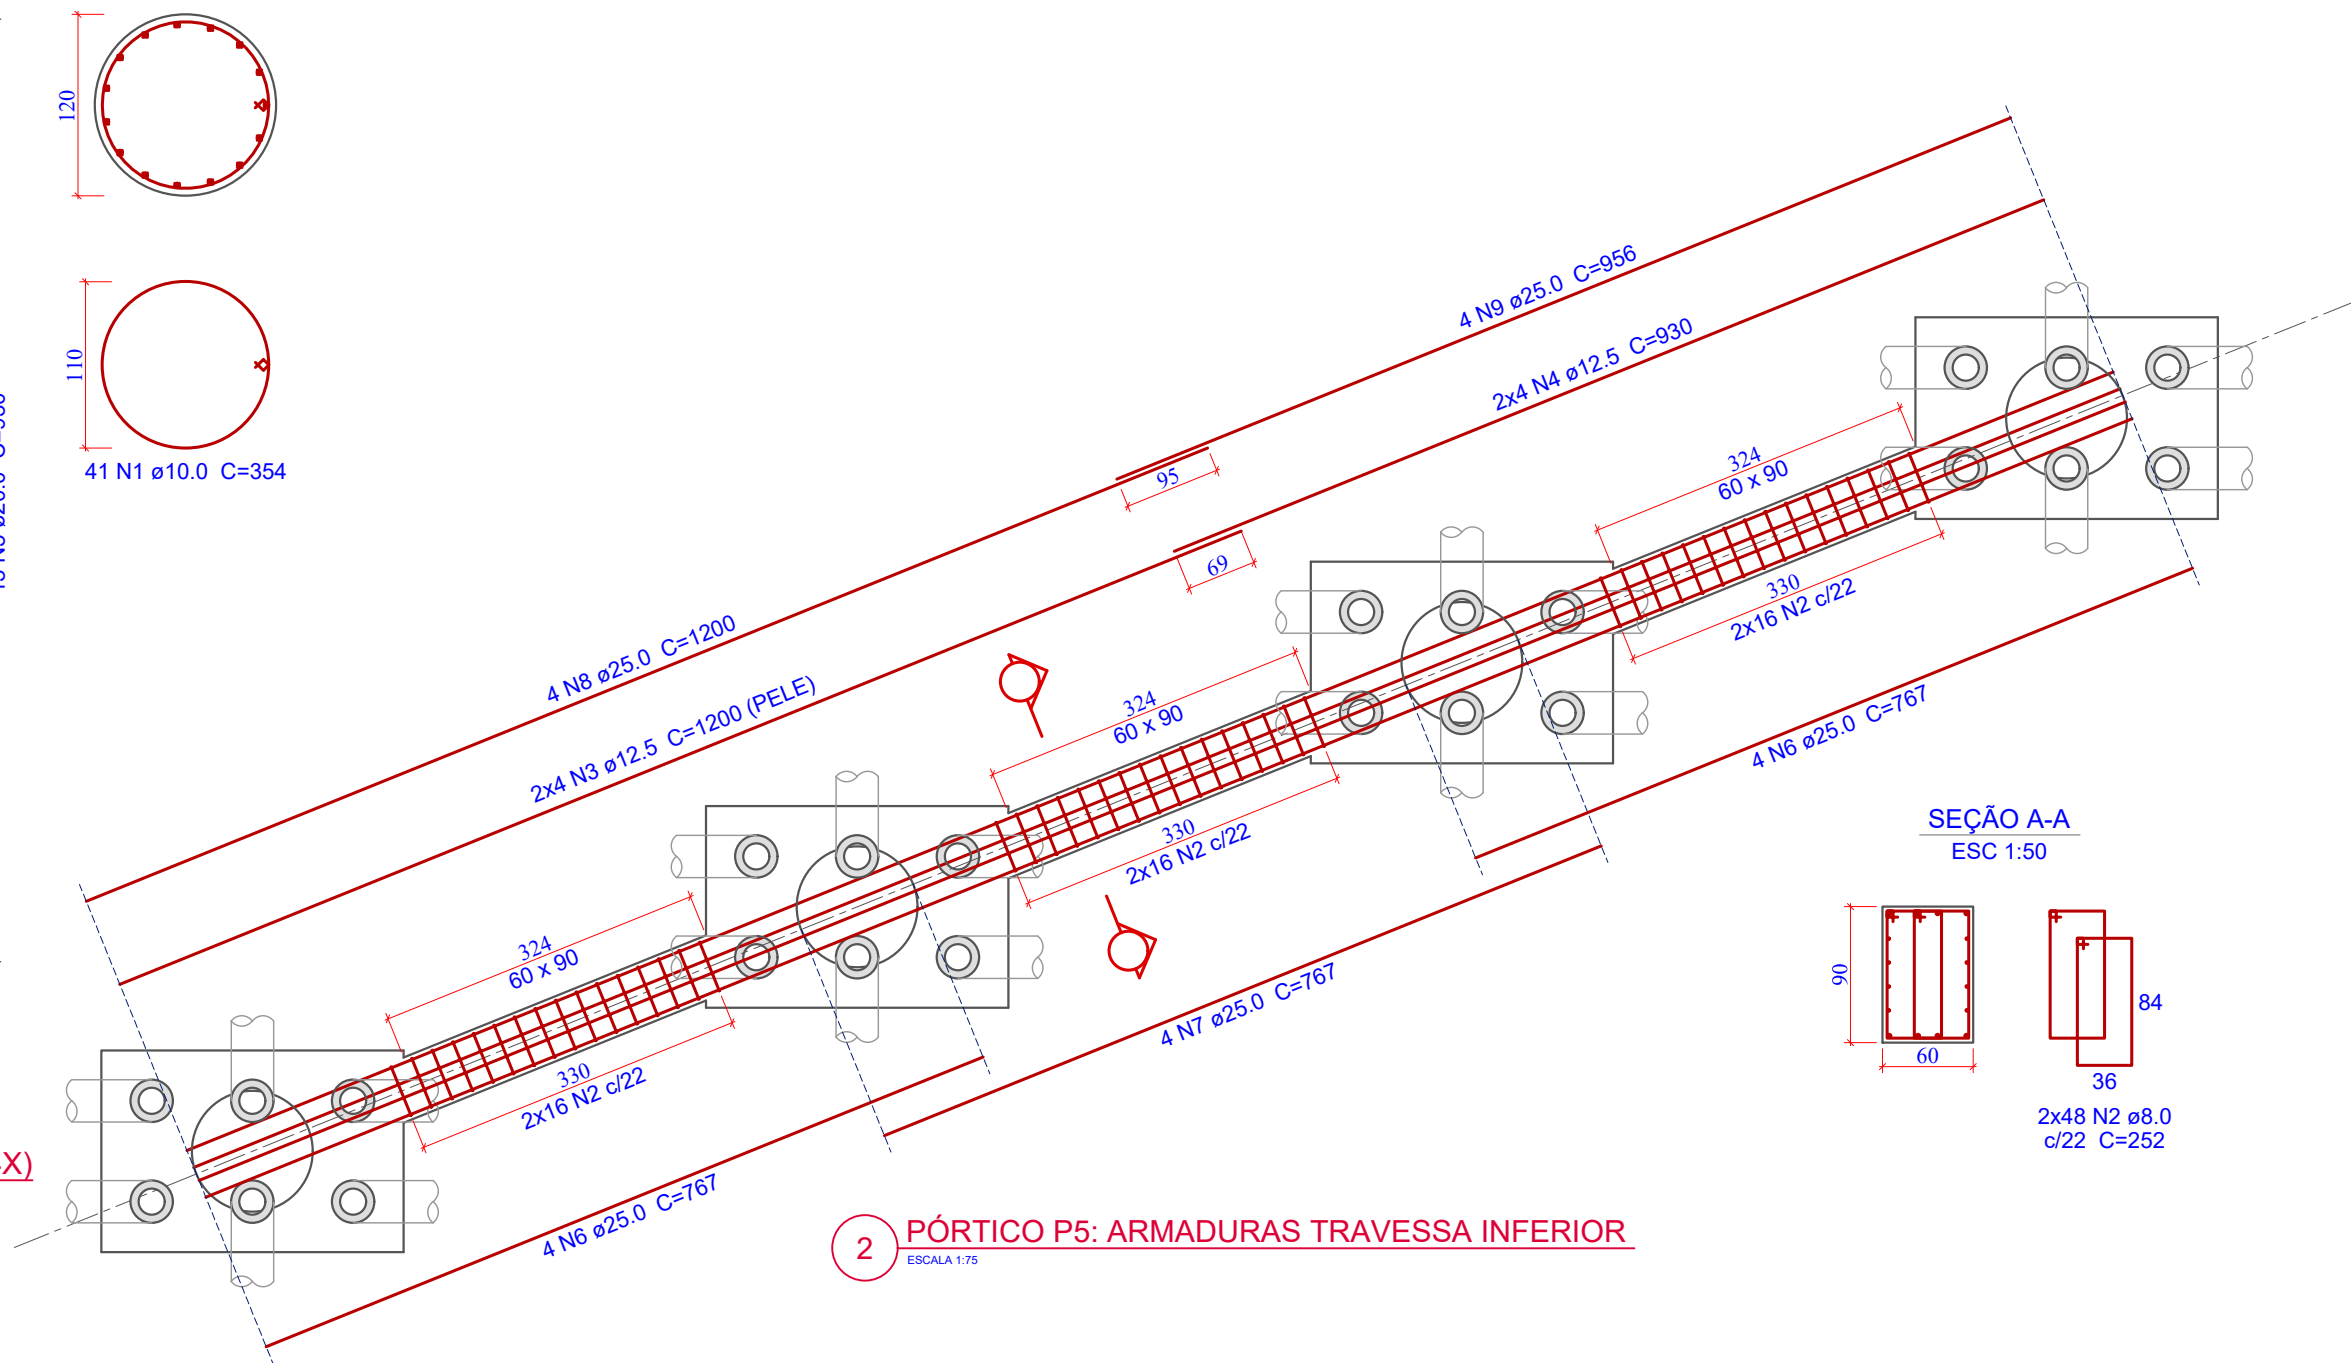 120
110
41 N1 ø10.0  C=354
4 N9 ø25.0  C=956
2x4 N4 ø12.5  C=930
95
69
4 N8 ø25.0  C=1200
2x4 N3 ø12.5  C=1200 (PELE)
324
60 x 90
330
2x16 N2 c/22
324
60 x 90
330
2x16 N2 c/22
324
60 x 90
330
2x16 N2 c/22
4 N6 ø25.0  C=767
4 N7 ø25.0  C=767
4 N6 ø25.0  C=767
SEÇÃO A-A
ESC 1:50
90
60
84
36
2x48 N2 ø8.0
c/22  C=252
X)
2
PÓRTICO P5: ARMADURAS TRAVESSA INFERIOR
ESCALA 1:75